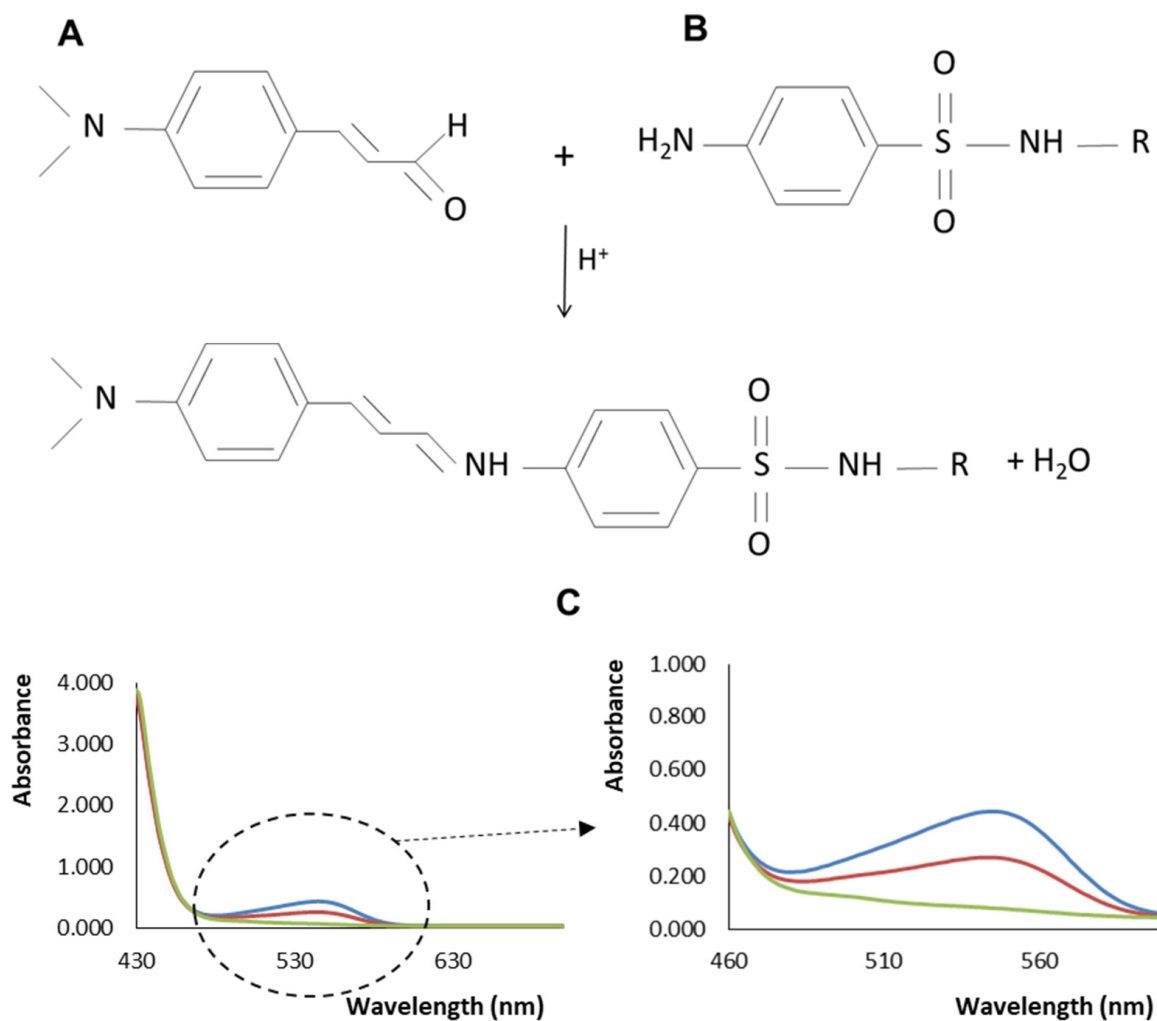 A
B
N
H
O
+
H₂N
O
S
O
NH
R
H⁺
N
NH
O
S
O
NH
R
+ H₂O
C
Absorbance
4.000
3.000
2.000
1.000
0.000
430
530
630
Wavelength (nm)
Absorbance
1.000
0.800
0.600
0.400
0.200
0.000
460
510
560
Wavelength (nm)